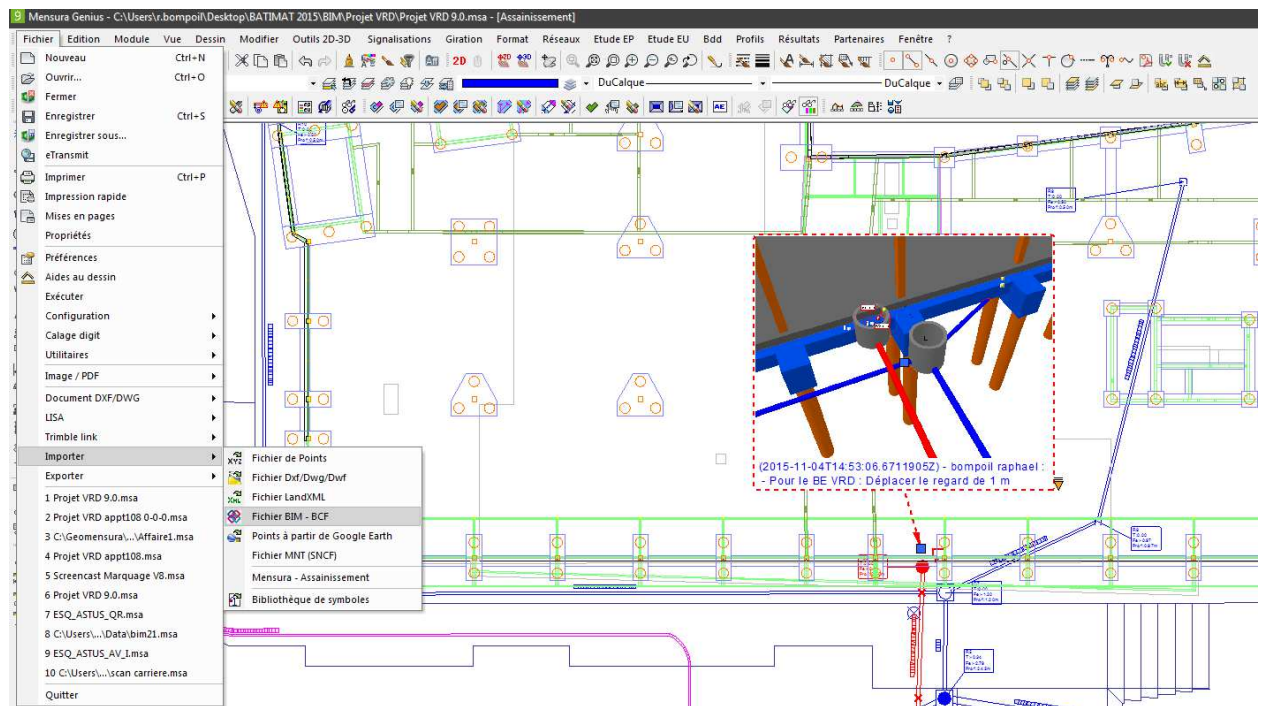 9 Mensura Genius - C:\Users\r.bompoil\Desktop\BATIMAT 2015\BIM\Projet VRD\Projet VRD 9.0.msa - [Assainissement]
Fichier Edition Module Vue Dessin Modifier Outils 2D-3D Signalisations Giration Format Réseaux Etude EP Etude EU Bdd Profils Résultats Partenaires Fenêtre ?
Nouveau Ctrl+N
Ouvrir... Ctrl+O
Fermer
Enregistrer Ctrl+S
Enregistrer sous...
eTransmit
Imprimer Ctrl+P
Impression rapide
Mises en pages
Propriétés
Préférences
Aides au dessin
Exécuter
Configuration
Calage digit
Utilitaires
Image / PDF
Document DXF/DWG
LISA
Trimble link
Importer
Exporter
1 Projet VRD 9.0.msa
2 Projet VRD appt108 0-0-0.msa
3 C:\Geomensura\...\Affaire1.msa
4 Projet VRD appt108.msa
5 Screencast Marquage V8.msa
6 Projet VRD 9.0.msa
7 ESQ_ASTUS_QR.msa
8 C:\Users\...\Data\bim21.msa
9 ESQ_ASTUS_AV_I.msa
10 C:\Users\...\scan carriere.msa
Quitter
Fichier de Points
Fichier Dxf/Dwg/Dwf
Fichier LandXML
Fichier BIM - BCF
Points à partir de Google Earth
Fichier MNT (SNCF)
Mensura - Assainissement
Bibliothèque de symboles
2D
DuCalque
DuCalque
AE
(2015-11-04T14:53:06.6711905Z) - bompoil raphael :
- Pour le BE VRD : Déplacer le regard de 1 m